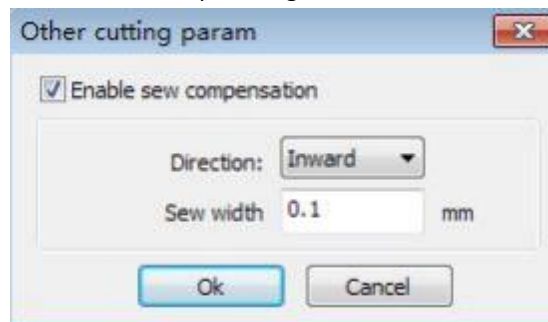 Other cutting param
Enable sew compensation
Direction: Inward
Sew width 0.1 mm
Ok Cancel